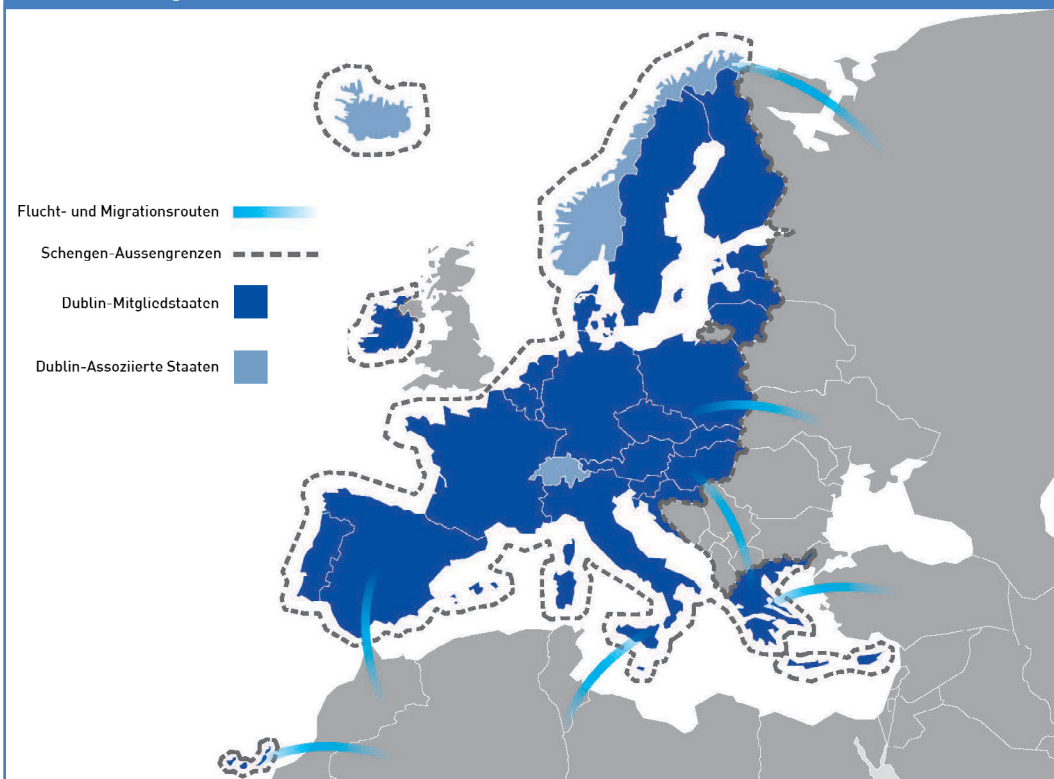 Flucht- und Migrationsrouten
Schengen-Aussengrenzen
Dublin-Mitgliedstaaten
Dublin-Assoziierte Staaten